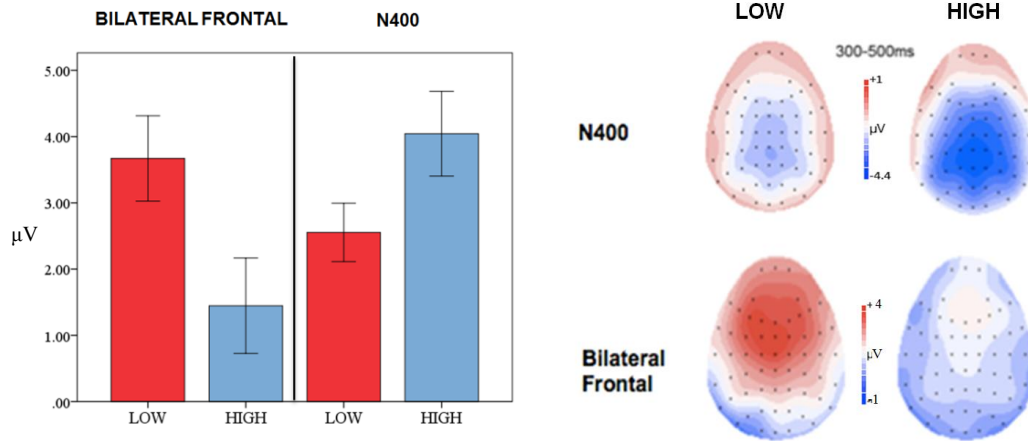 BILATERAL FRONTAL
N400
5.00
4.00
3.00
2.00
1.00
.00
μV
LOW
HIGH
LOW
HIGH
LOW
HIGH
300-500ms
N400
+1
μV
-4.4
Bilateral
Frontal
+ 4
μV
-1